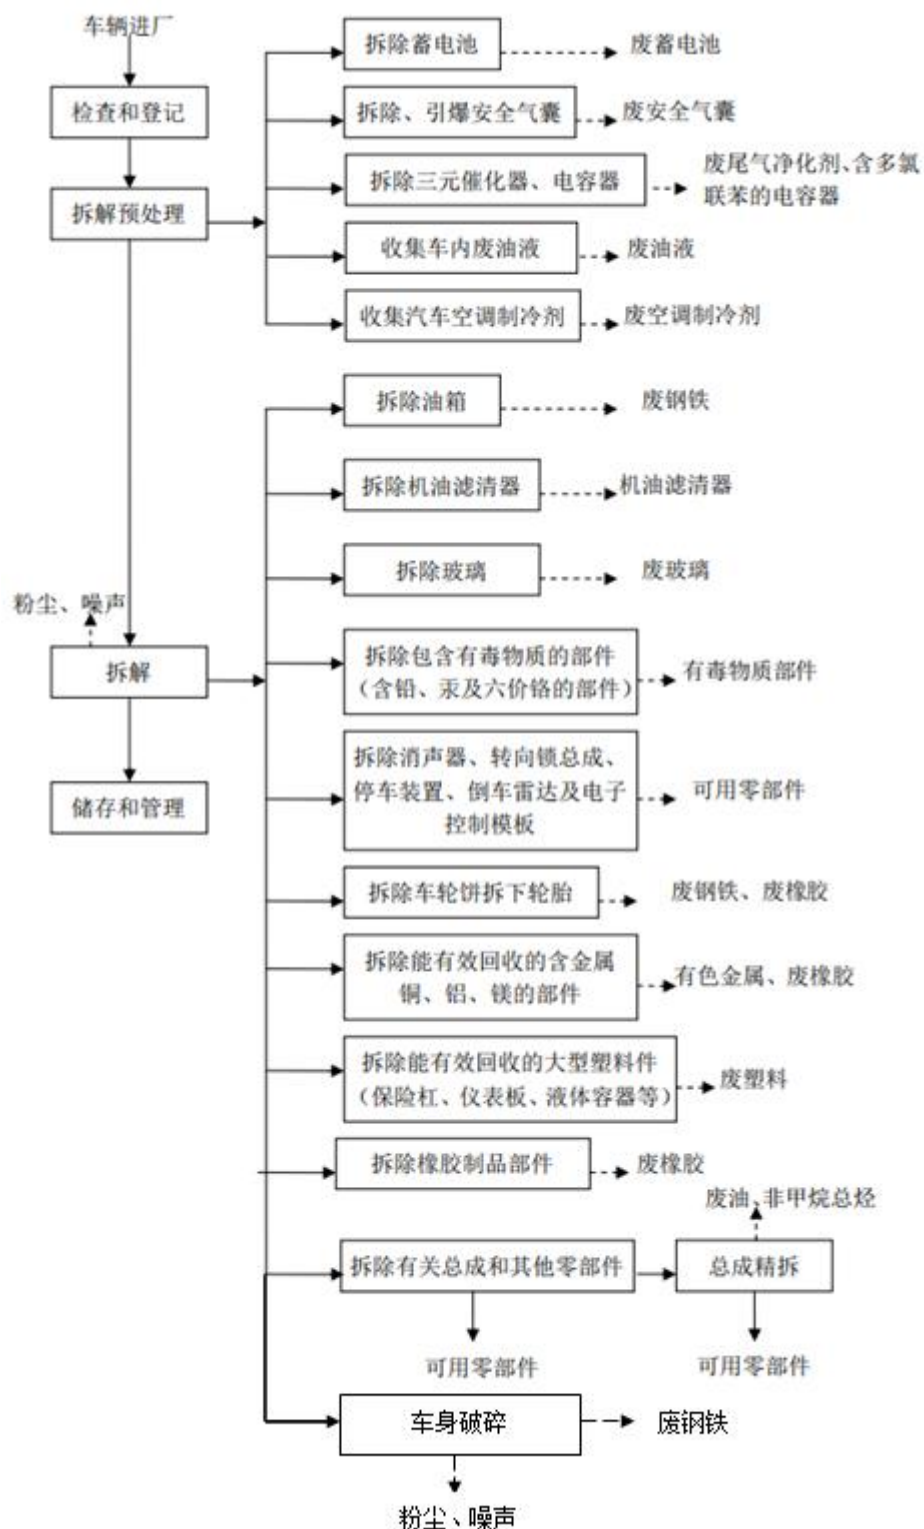 车辆进厂
检查和登记
拆解预处理
拆除蓄电池
废蓄电池
拆除、引爆安全气囊
废安全气囊
拆除三元催化器、电容器
废尾气净化剂、含多氯
联苯的电容器
收集车内废油液
废油液
收集汽车空调制冷剂
废空调制冷剂
拆除油箱
废钢铁
拆除机油滤清器
机油滤清器
拆除玻璃
废玻璃
粉尘、噪声
拆解
储存和管理
拆除包含有毒物质的部件
（含铅、汞及六价铬的部件）
有毒物质部件
拆除消声器、转向锁总成、
停车装置、倒车雷达及电子
控制模板
可用零部件
拆除车轮饼拆下轮胎
废钢铁、废橡胶
拆除能有效回收的含金属
铜、铝、镁的部件
有色金属、废橡胶
拆除能有效回收的大型塑料件
（保险杠、仪表板、液体容器等）
废塑料
拆除橡胶制品部件
废橡胶
废油、非甲烷总烃
拆除有关总成和其他零部件
总成精拆
可用零部件
可用零部件
车身破碎
废钢铁
粉尘、噪声